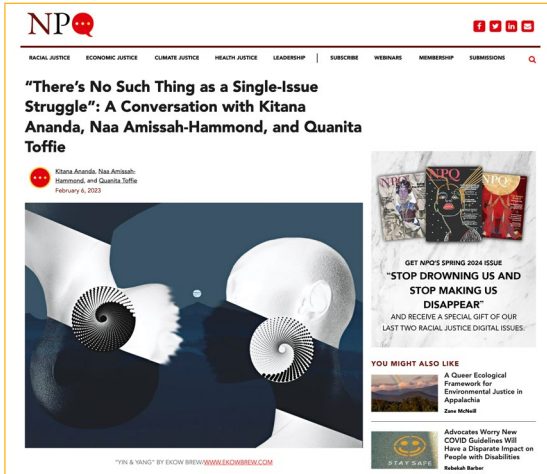 NPQ
RACIAL JUSTICE ECONOMIC JUSTICE CLIMATE JUSTICE HEALTH JUSTICE LEADERSHIP SUBSCRIBE WEBINARS MEMBERSHIP SUBMISSIONS
“There’s No Such Thing as a Single-Issue
Struggle”: A Conversation with Kitana
Ananda, Naa Amissah-Hammond, and Quanita
Toffie
Kitana Ananda, Naa Amissah-
Hammond, and Quanita Toffie
February 6, 2023
"YIN & YANG” BY EKOW BREW/WWW.EKOWBREW.COM
NPQ
NPQ
NPQ
GET NPQ'S SPRING 2024 ISSUE
“STOP DROWNING US AND
STOP MAKING US
DISAPPEAR”
AND RECEIVE A SPECIAL GIFT OF OUR
LAST TWO RACIAL JUSTICE DIGITAL ISSUES.
YOU MIGHT ALSO LIKE
A Queer Ecological
Framework for
Environmental Justice in
Appalachia
Zane McNeill
STAY SAFE
Advocates Worry New
COVID Guidelines Will
Have a Disparate Impact on
People with Disabilities
Rebekah Barber